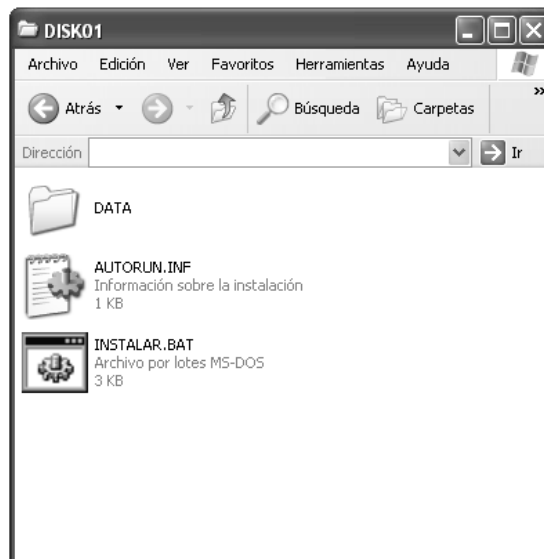 DISK01
Archivo Edición Ver Favoritos Herramientas Ayuda
Atrás Búsqueda Carpetas »
Dirección Ir
DATA
AUTORUN.INF
Información sobre la instalación
1 KB
INSTALAR.BAT
Archivo por lotes MS-DOS
3 KB